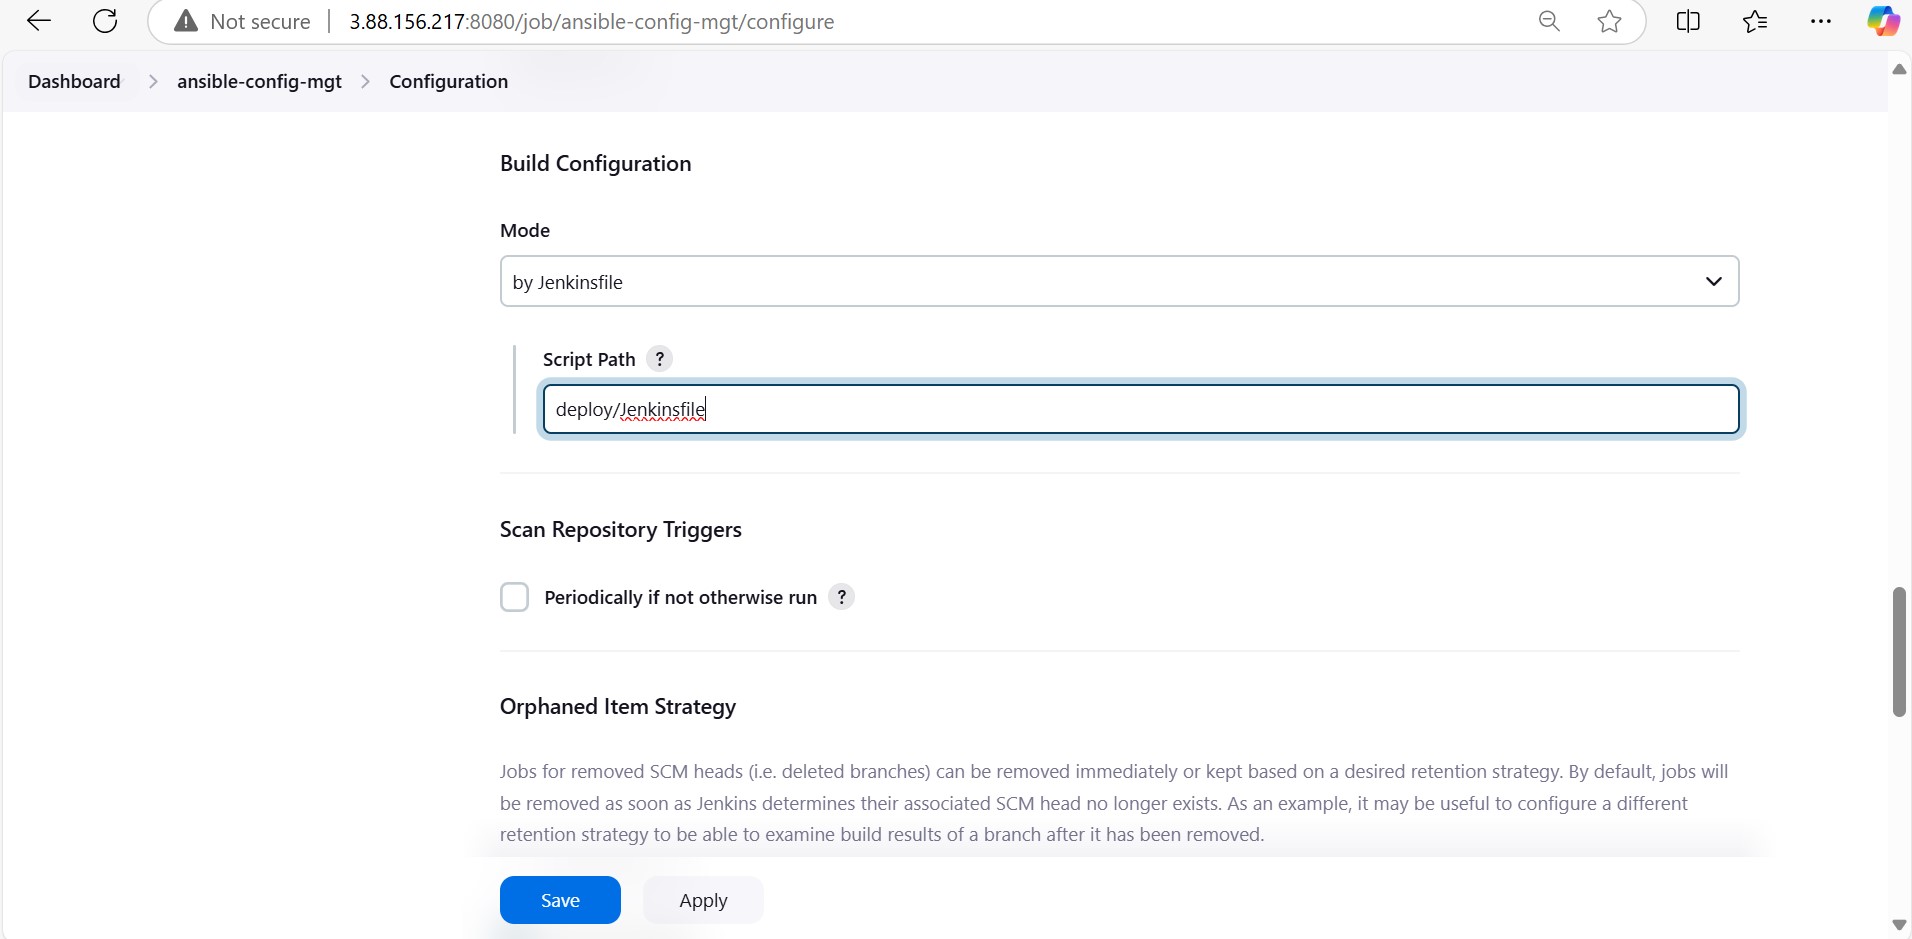 Not secure | 3.88.156.217:8080/job/ansible-config-mgt/configure
Dashboard > ansible-config-mgt > Configuration
Build Configuration
Mode
by Jenkinsfile
Script Path ?
deploy/Jenkinsfile
Scan Repository Triggers
Periodically if not otherwise run ?
Orphaned Item Strategy
Jobs for removed SCM heads (i.e. deleted branches) can be removed immediately or kept based on a desired retention strategy. By default, jobs will
be removed as soon as Jenkins determines their associated SCM head no longer exists. As an example, it may be useful to configure a different
retention strategy to be able to examine build results of a branch after it has been removed.
Save Apply